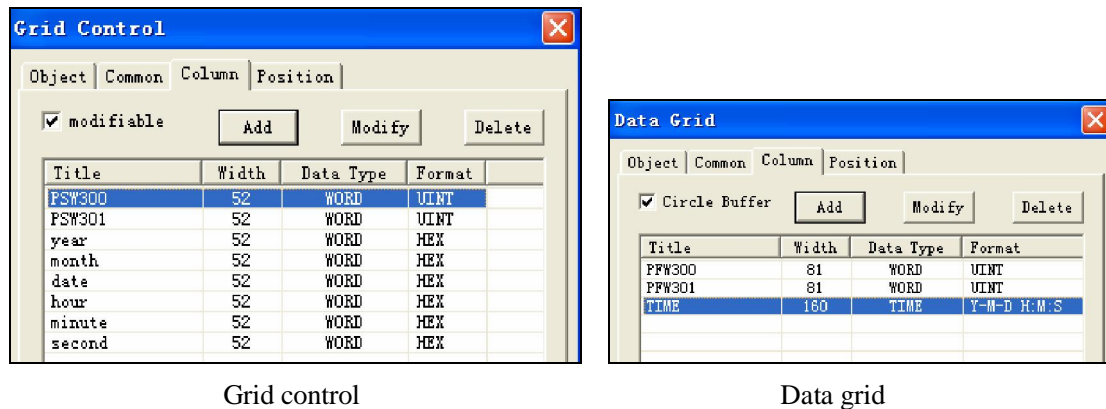 Grid Control
Object Common Column Position
modifiable Add Modify Delete
Title Width Data Type Format
PSW300 52 WORD UINT
PSW301 52 WORD UINT
year 52 WORD HEX
month 52 WORD HEX
date 52 WORD HEX
hour 52 WORD HEX
minute 52 WORD HEX
second 52 WORD HEX
Grid control
Data Grid
Object Common Column Position
Circle Buffer Add Modify Delete
Title Width Data Type Format
PFW300 81 WORD UINT
PFW301 81 WORD UINT
TIME 160 TIME Y-M-D H:M:S
Data grid